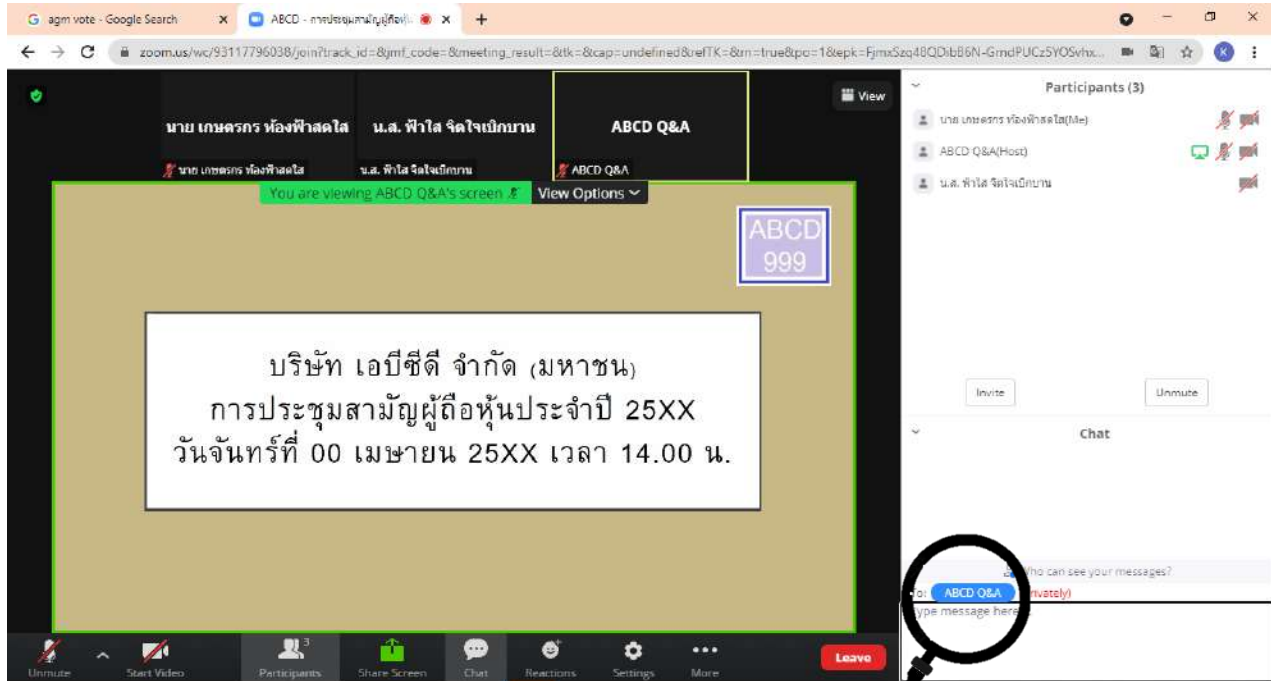 agm vote - Google Search
ABCD - การประชุมสามัญผู้ถือหุ้
zoom.us/wc/93117796038/join?track_id=&jmf_code=&meeting_result=&tk=&cap=undefined&refTK=&rn=true&po=1&epk=
K
View
นาย เกษตรกร ท้องฟ้าสดใส
น.ส. ฟ้าใส จิตใจเบิกบาน
ABCD Q&A
นาย เกษตรกร ท้องฟ้าสดใส
น.ส. ฟ้าใส จิตใจเบิกบาน
ABCD Q&A
You are viewing ABCD Q&A's screen
View Options
ABCD
999
บริษัท เอบีซีดี จำกัด (มหาชน)
การประชุมสามัญผู้ถือหุ้นประจำปี 25XX
วันจันทร์ที่ 00 เมษายน 25XX เวลา 14.00 น.
Unmute
Start Video
Participants
3
Share Screen
Chat
Reactions
Settings
More
Leave
Participants (3)
นาย เกษตรกร ท้องฟ้าสดใส(Me)
ABCD Q&A(Host)
น.ส. ฟ้าใส จิตใจเบิกบาน
Invite
Unmute
Chat
Who can see your messages?
To: ABCD Q&A
Type message here